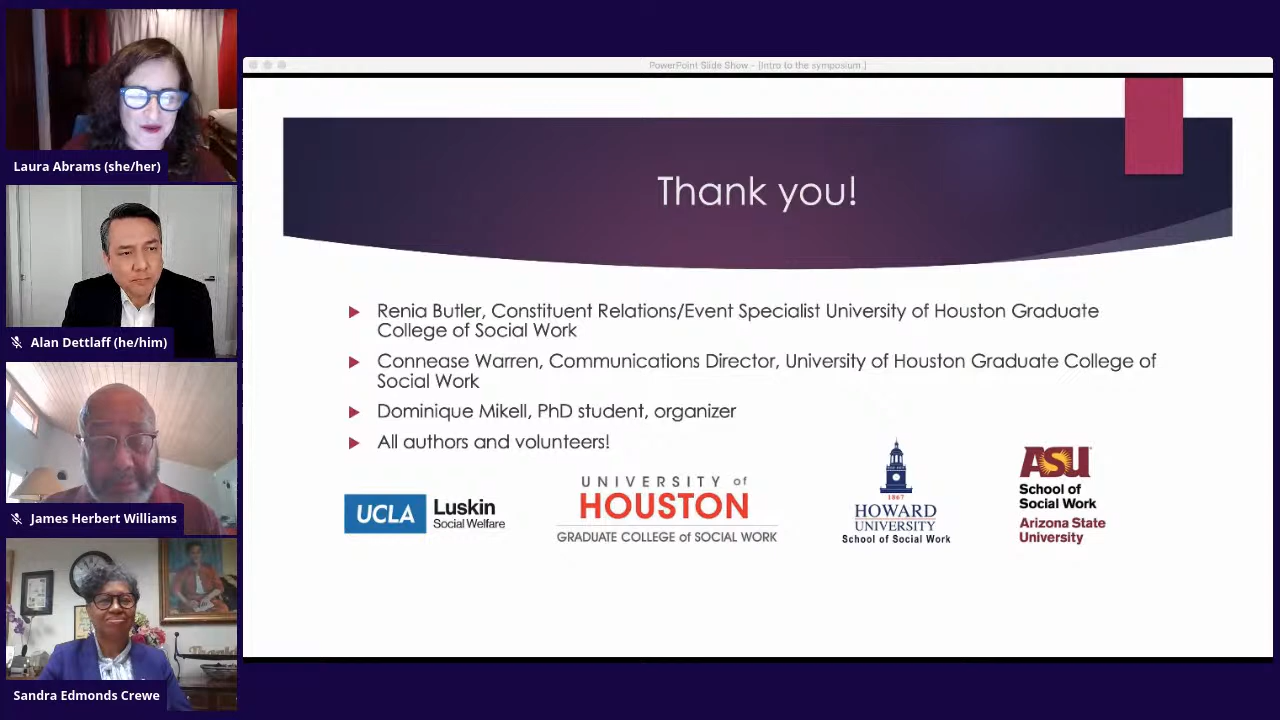 PowerPoint Slide Show - [Intro to the symposium ]
Laura Abrams (she/her)
Alan Dettlaff (he/him)
James Herbert Williams
Sandra Edmonds Crewe
Thank you!
Renia Butler, Constituent Relations/Event Specialist University of Houston Graduate
College of Social Work
Connease Warren, Communications Director, University of Houston Graduate College of
Social Work
Dominique Mikell, PhD student, organizer
All authors and volunteers!
UCLA Luskin
Social Welfare
UNIVERSITY of
HOUSTON
GRADUATE COLLEGE of SOCIAL WORK
1867
HOWARD
UNIVERSITY
School of Social Work
ASU
School of
Social Work
Arizona State
University